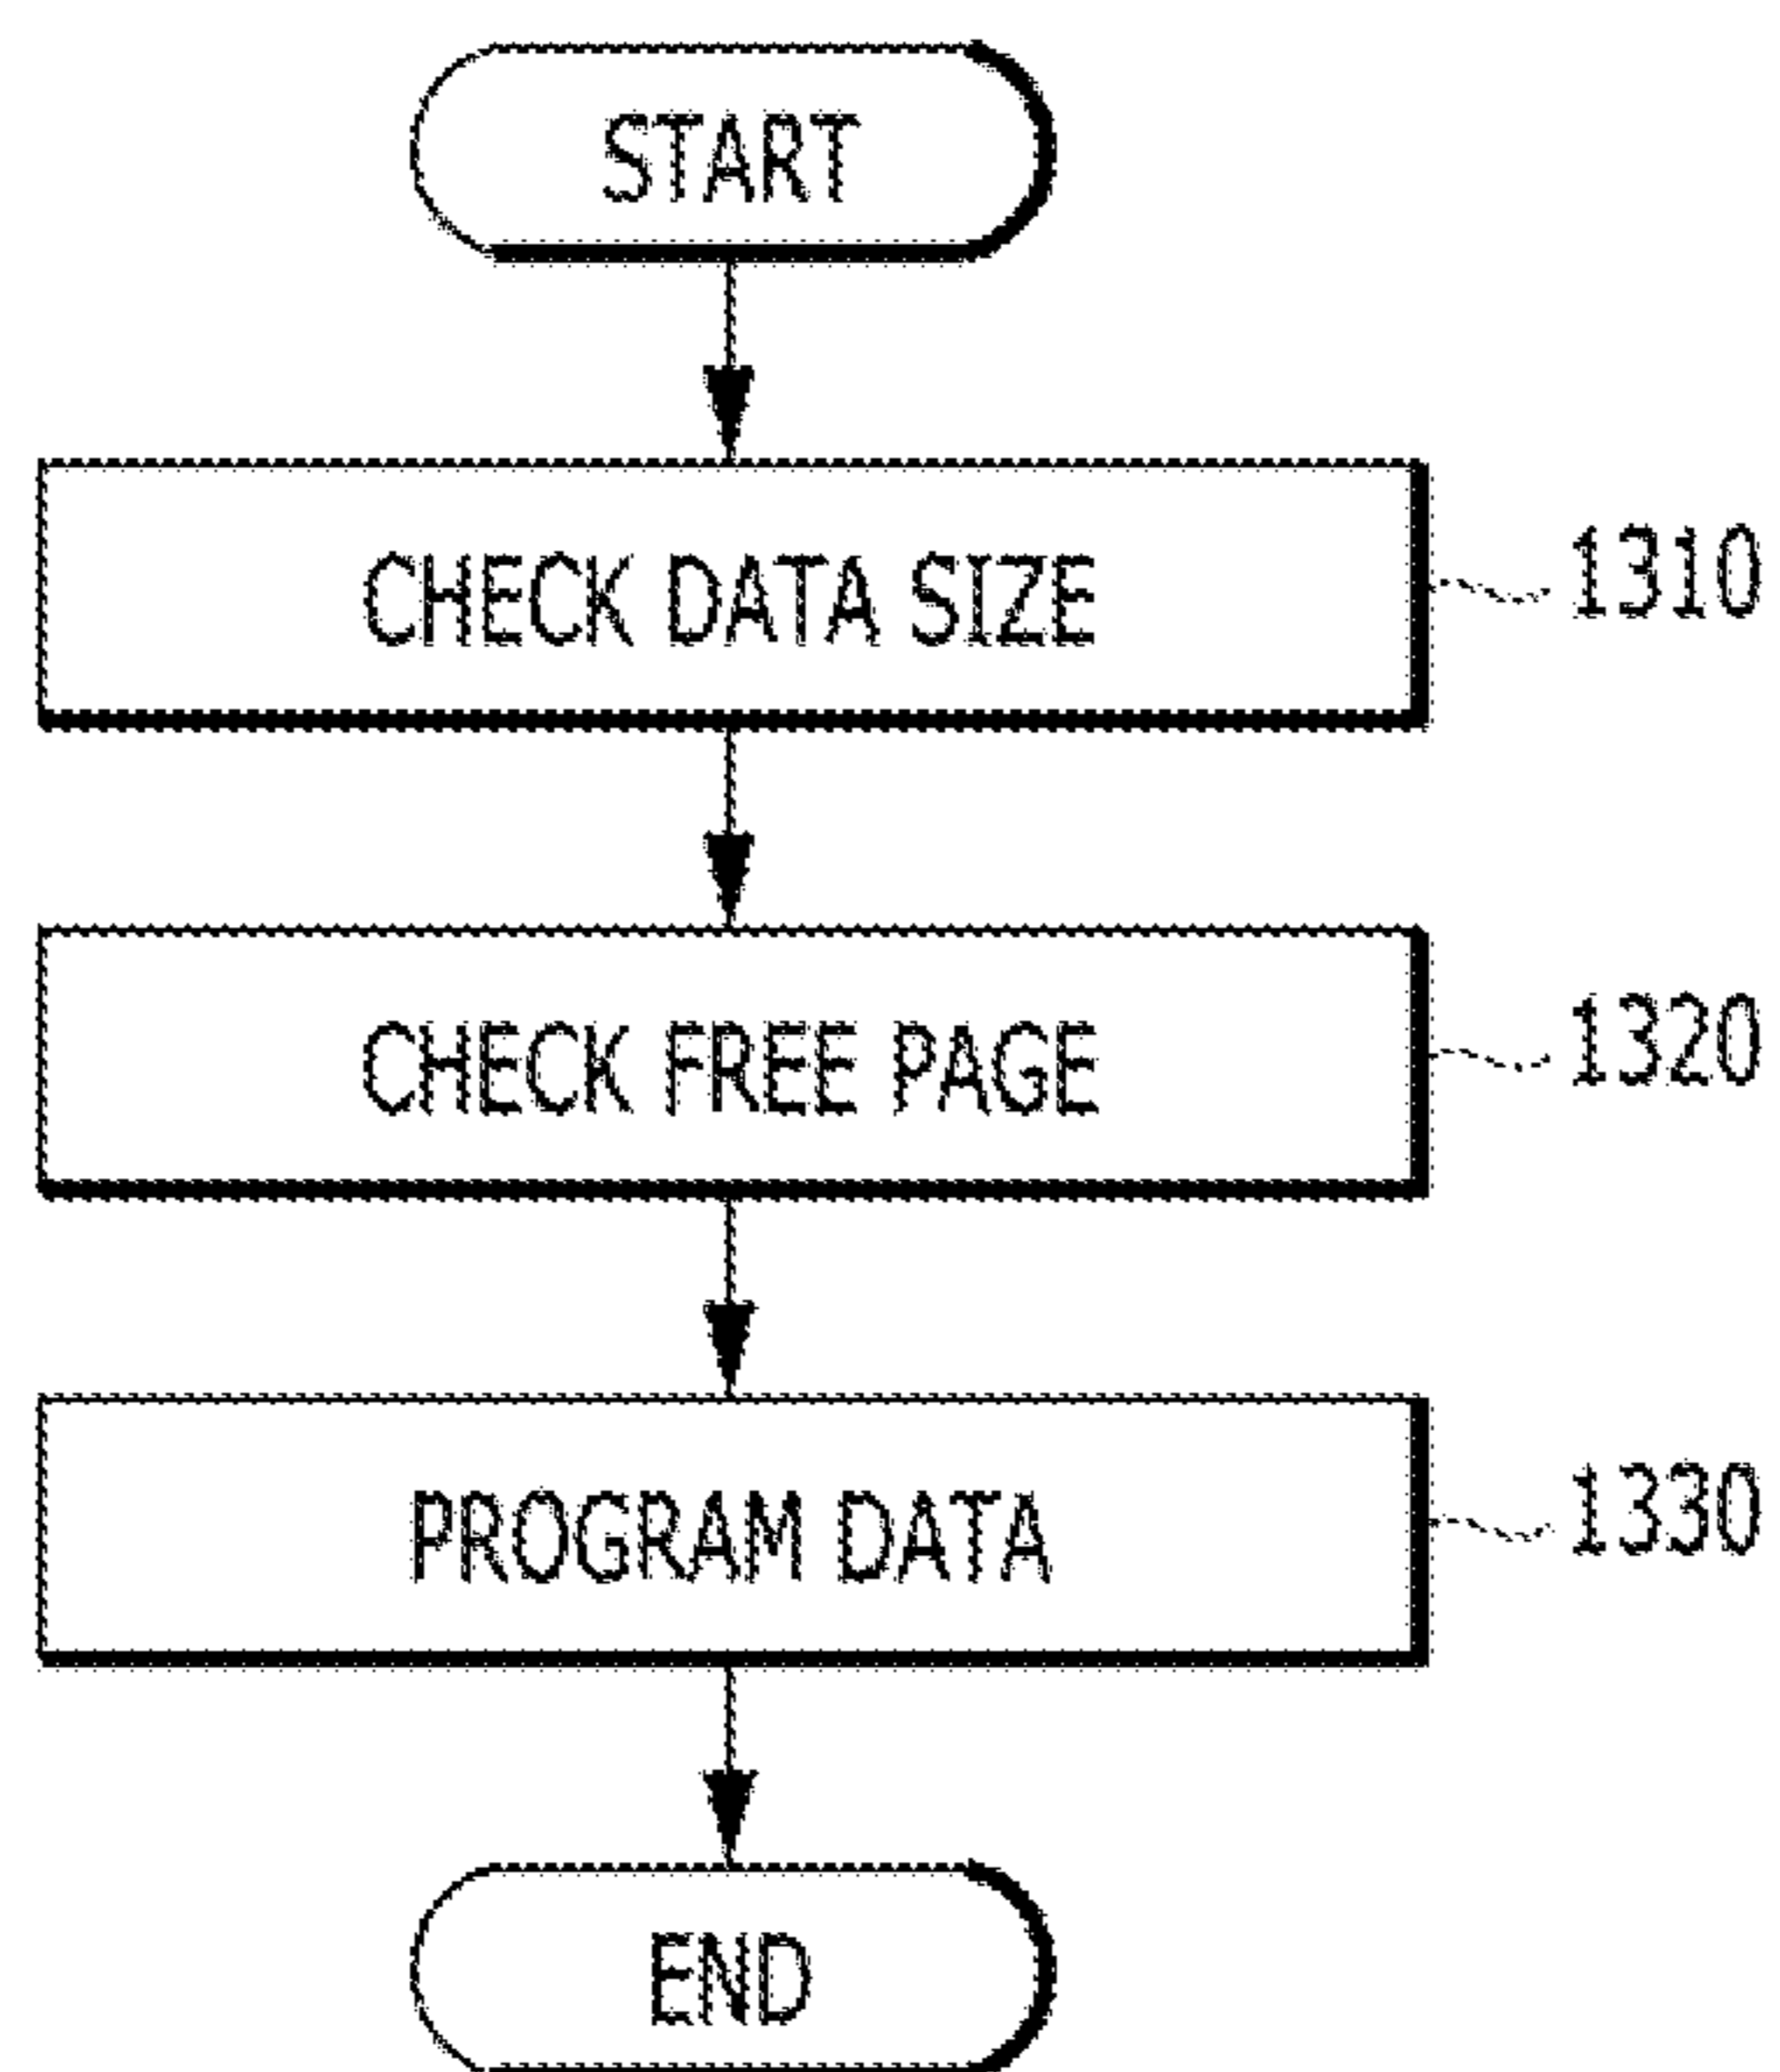 START
CHECK DATA SIZE
1310
CHECK FREE PAGE
1320
PROGRAM DATA
1330
END